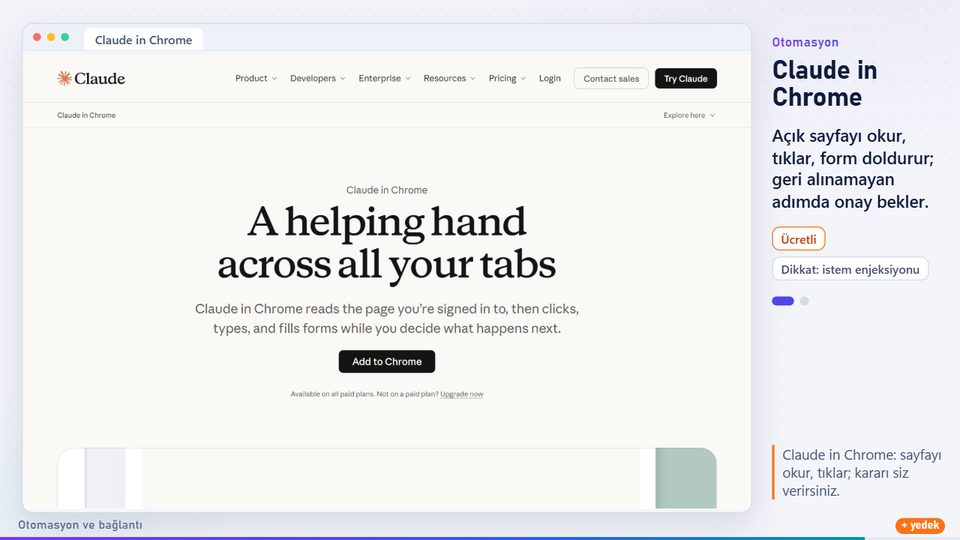 Claude in Chrome
Claude
Product
Developers
Enterprise
Resources
Pricing
Login
Contact sales
Try Claude
Claude in Chrome
Explore here
Claude in Chrome
A helping hand
across all your tabs
Claude in Chrome reads the page you're signed in to, then clicks,
types, and fills forms while you decide what happens next.
Add to Chrome
Available on all paid plans. Not on a paid plan? Upgrade now
Otomasyon
Claude in
Chrome
Açık sayfayı okur,
tıklar, form doldurur;
geri alınamayan
adımda onay bekler.
Ücretli
Dikkat: istem enjeksiyonu
Claude in Chrome: sayfayı
okur, tıklar; kararı siz
verirsiniz.
Otomasyon ve bağlantı
+ yedek